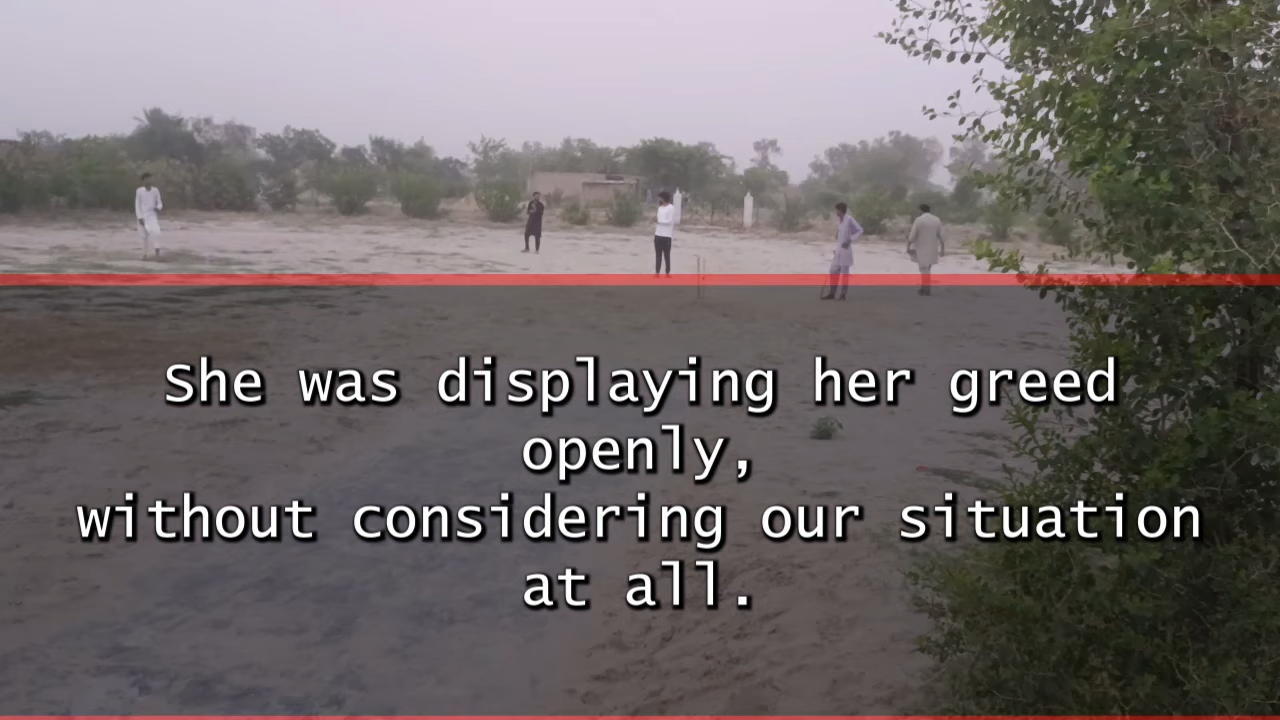 She was displaying her greed
openly,
without considering our situation
at all.